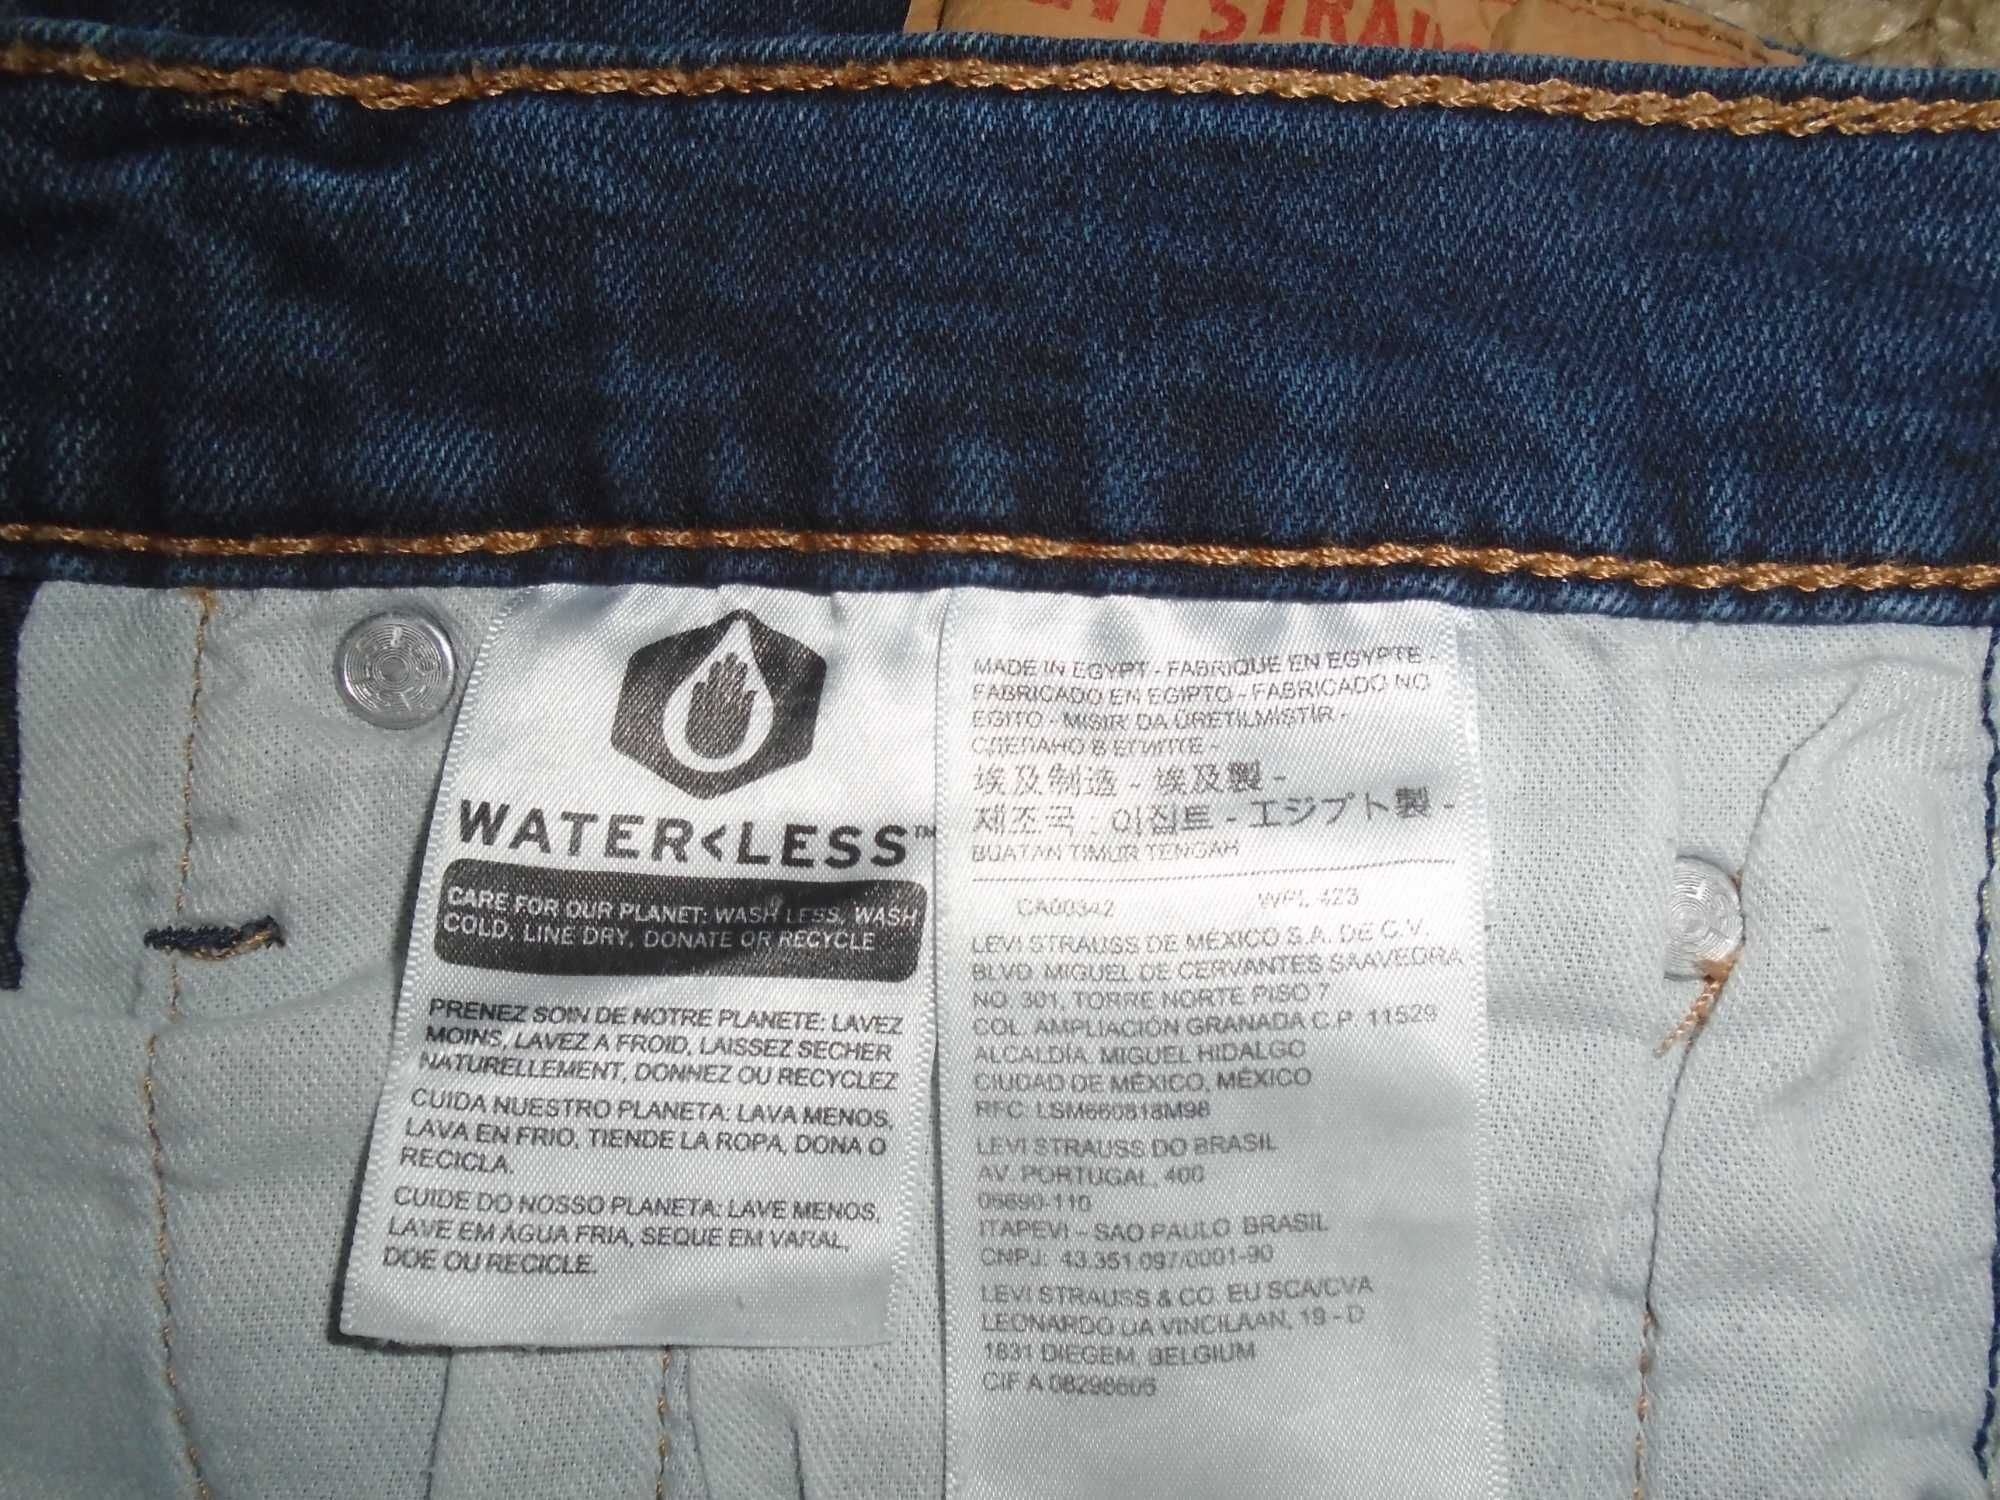 STRAUSS
WATER<LESS™
CARE FOR OUR PLANET: WASH LESS, WASH
COLD, LINE DRY, DONATE OR RECYCLE
PRENEZ SOIN DE NOTRE PLANETE: LAVEZ
MOINS, LAVEZ A FROID, LAISSEZ SECHER
NATURELLEMENT, DONNEZ OU RECYCLEZ
CUIDA NUESTRO PLANETA: LAVA MENOS,
LAVA EN FRIO, TIENDE LA ROPA, DONA O
RECICLA.
CUIDE DO NOSSO PLANETA: LAVE MENOS,
LAVE EM AGUA FRIA, SEQUE EM VARAL,
DOE OU RECICLE.
MADE IN EGYPT - FABRIQUE EN EGYPTE -
FABRICADO EN EGIPTO - FABRICADO NO
EGITO - MISIR' DA ÜRETİLMİSTİR -
СДЕЛАНО В ЕГИПТЕ -
埃及制造 - 埃及製 -
제조국 : 이집트 - エジプト製 -
BUATAN TIMUR TENGAH
CA00342 WPL 423
LEVI STRAUSS DE MÉXICO S.A. DE C.V.
BLVD. MIGUEL DE CERVANTES SAAVEDRA
NO. 301, TORRE NORTE PISO 7
COL. AMPLIACIÓN GRANADA C.P. 11529
ALCALDÍA. MIGUEL HIDALGO
CIUDAD DE MÉXICO, MÉXICO
RFC: LSM660818M98
LEVI STRAUSS DO BRASIL
AV. PORTUGAL, 400
06690-110
ITAPEVI – SAO PAULO BRASIL
CNPJ: 43.351.097/0001-90
LEVI STRAUSS & CO. EU SCA/CVA
LEONARDO DA VINCILAAN, 19 - D
1831 DIEGEM, BELGIUM
CIF A 08298605